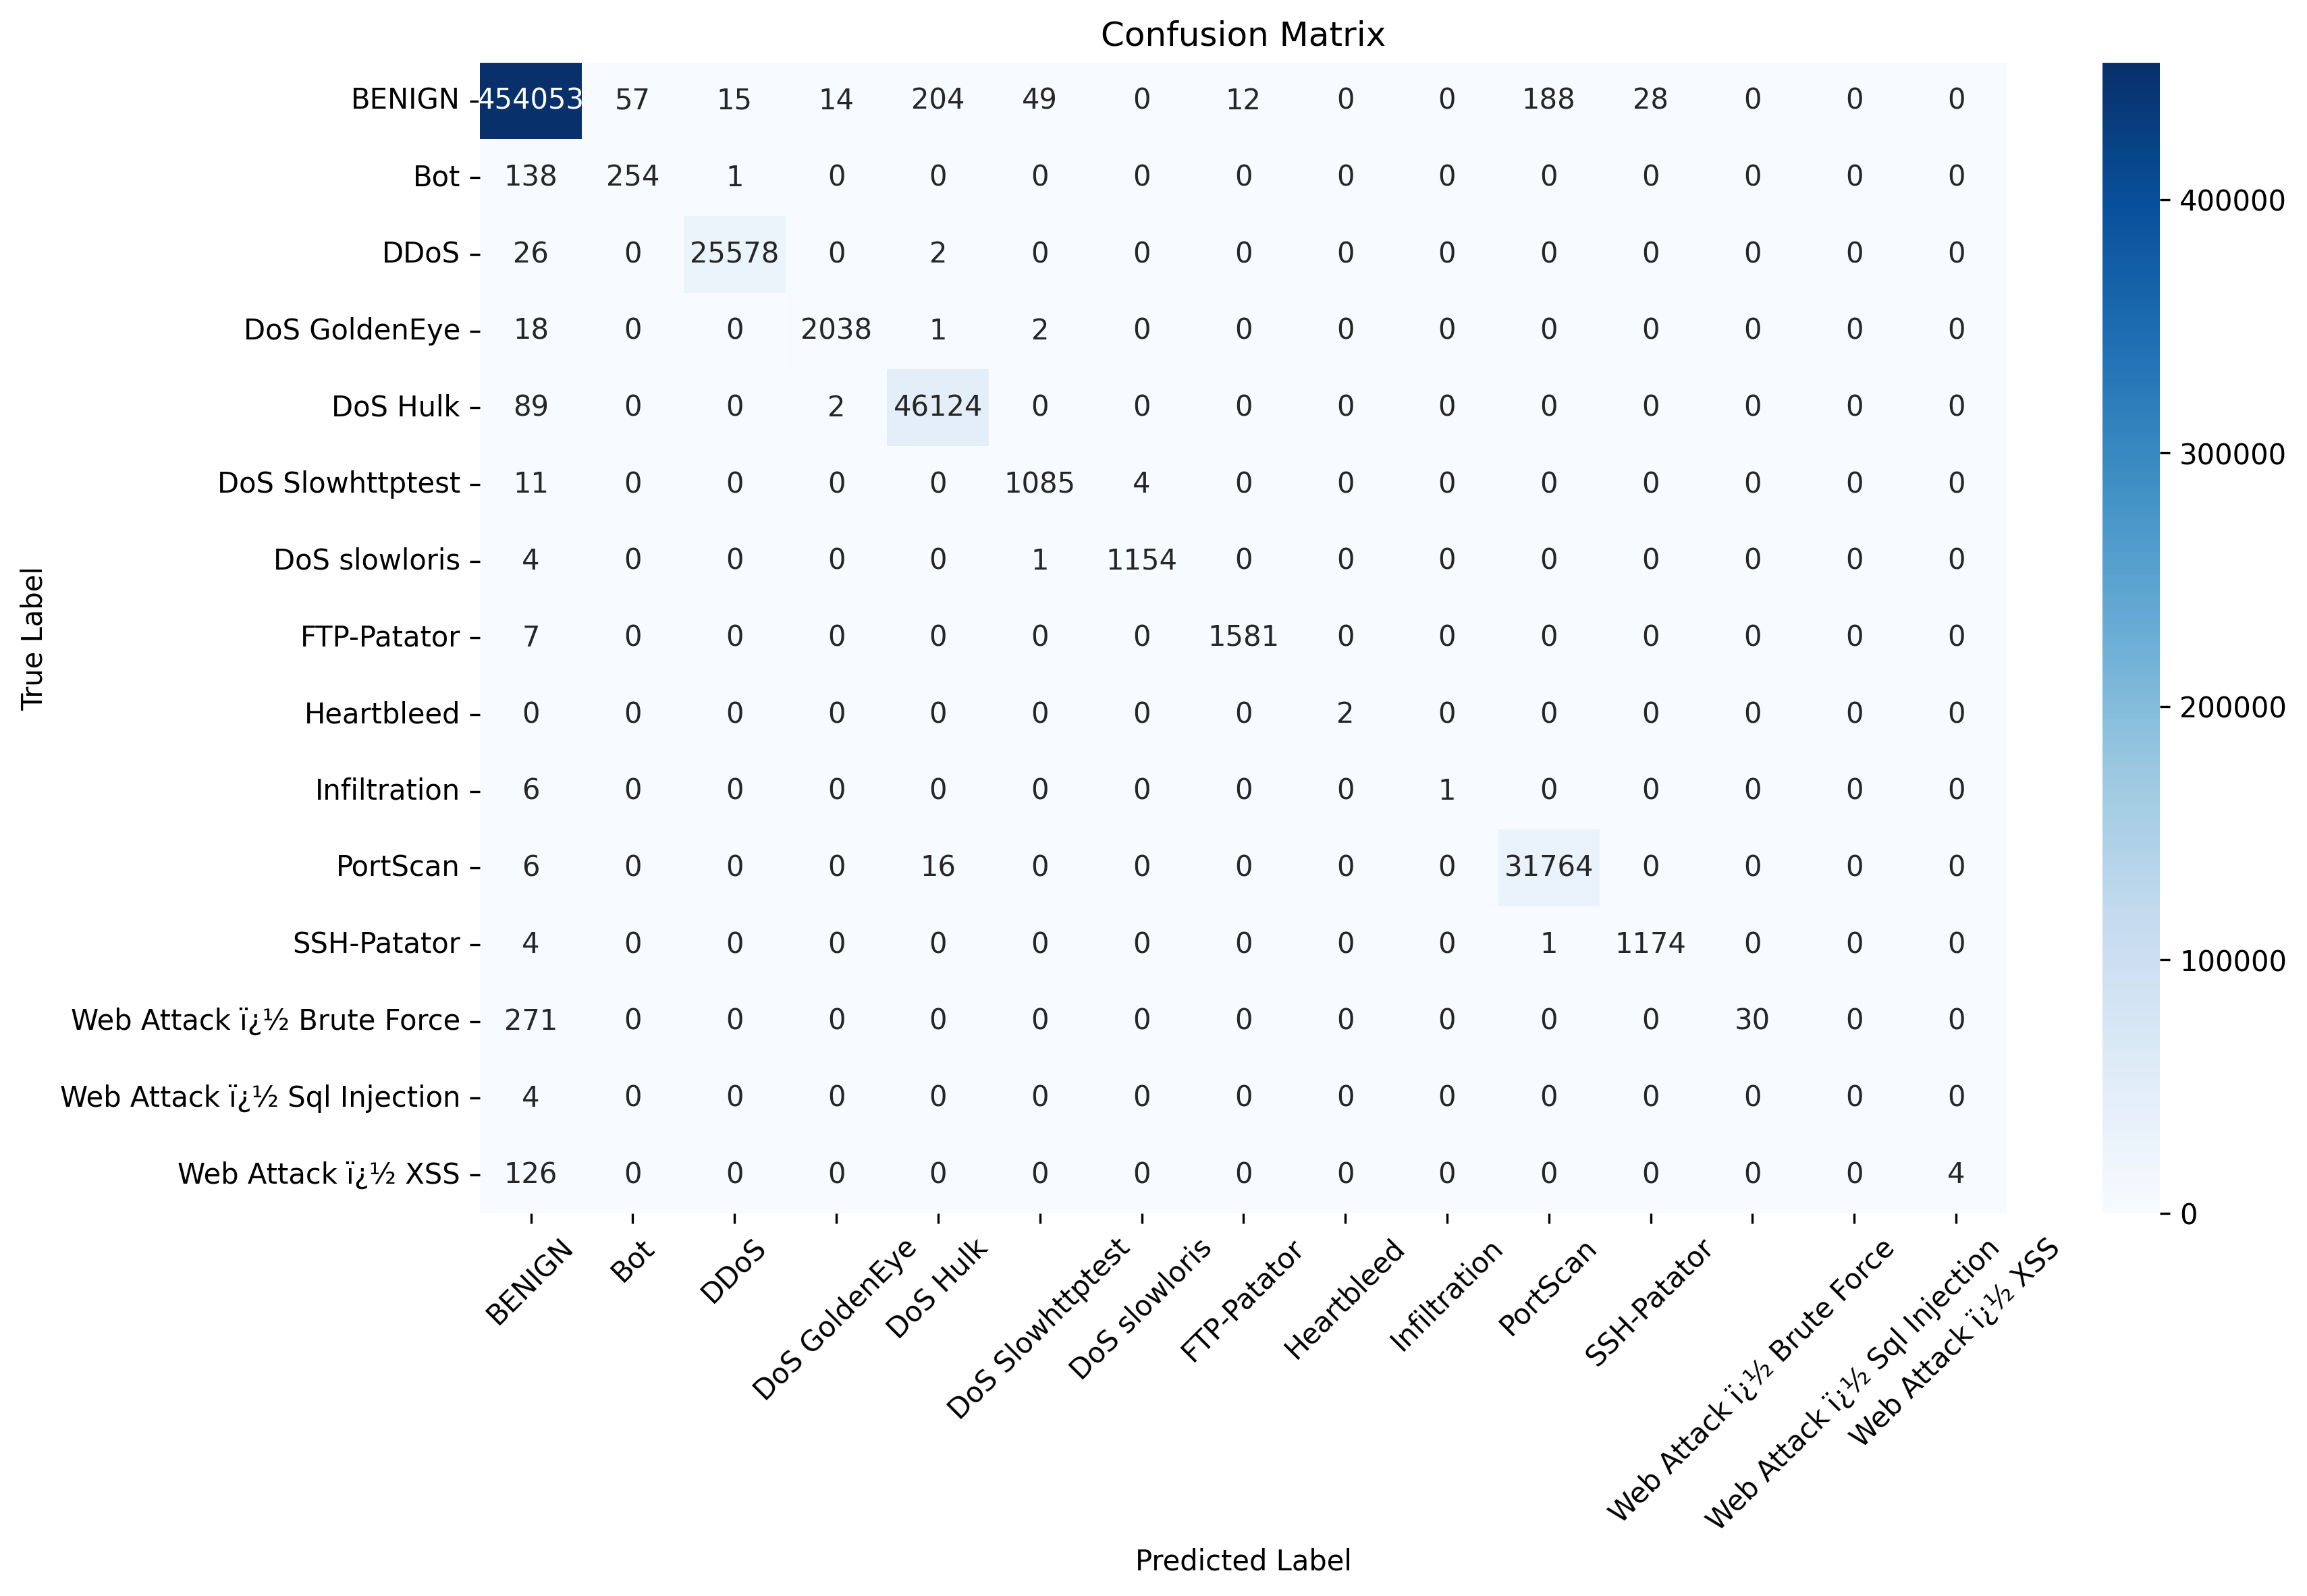 Confusion Matrix
BENIGN 454053 57 15 14 204 49 0 12 0 0 188 28 0 0 0
Bot 138 254 1 0 0 0 0 0 0 0 0 0 0 0 0
DDoS 26 0 25578 0 2 0 0 0 0 0 0 0 0 0 0
DoS GoldenEye 18 0 0 2038 1 2 0 0 0 0 0 0 0 0 0
DoS Hulk 89 0 0 2 46124 0 0 0 0 0 0 0 0 0 0
DoS Slowhttptest 11 0 0 0 0 1085 4 0 0 0 0 0 0 0 0
DoS slowloris 4 0 0 0 0 1 1154 0 0 0 0 0 0 0 0
FTP-Patator 7 0 0 0 0 0 0 1581 0 0 0 0 0 0 0
Heartbleed 0 0 0 0 0 0 0 0 2 0 0 0 0 0 0
Infiltration 6 0 0 0 0 0 0 0 0 1 0 0 0 0 0
PortScan 6 0 0 0 16 0 0 0 0 0 31764 0 0 0 0
SSH-Patator 4 0 0 0 0 0 0 0 0 0 1 1174 0 0 0
Web Attack ï¿½ Brute Force 271 0 0 0 0 0 0 0 0 0 0 0 30 0 0
Web Attack ï¿½ Sql Injection 4 0 0 0 0 0 0 0 0 0 0 0 0 0 0
Web Attack ï¿½ XSS 126 0 0 0 0 0 0 0 0 0 0 0 0 0 4
True Label
BENIGN
Bot
DDoS
DoS GoldenEye
DoS Hulk
DoS Slowhttptest
DoS slowloris
FTP-Patator
Heartbleed
Infiltration
PortScan
SSH-Patator
Web Attack ï¿½ Brute Force
Web Attack ï¿½ Sql Injection
Web Attack ï¿½ XSS
Predicted Label
400000
300000
200000
100000
0